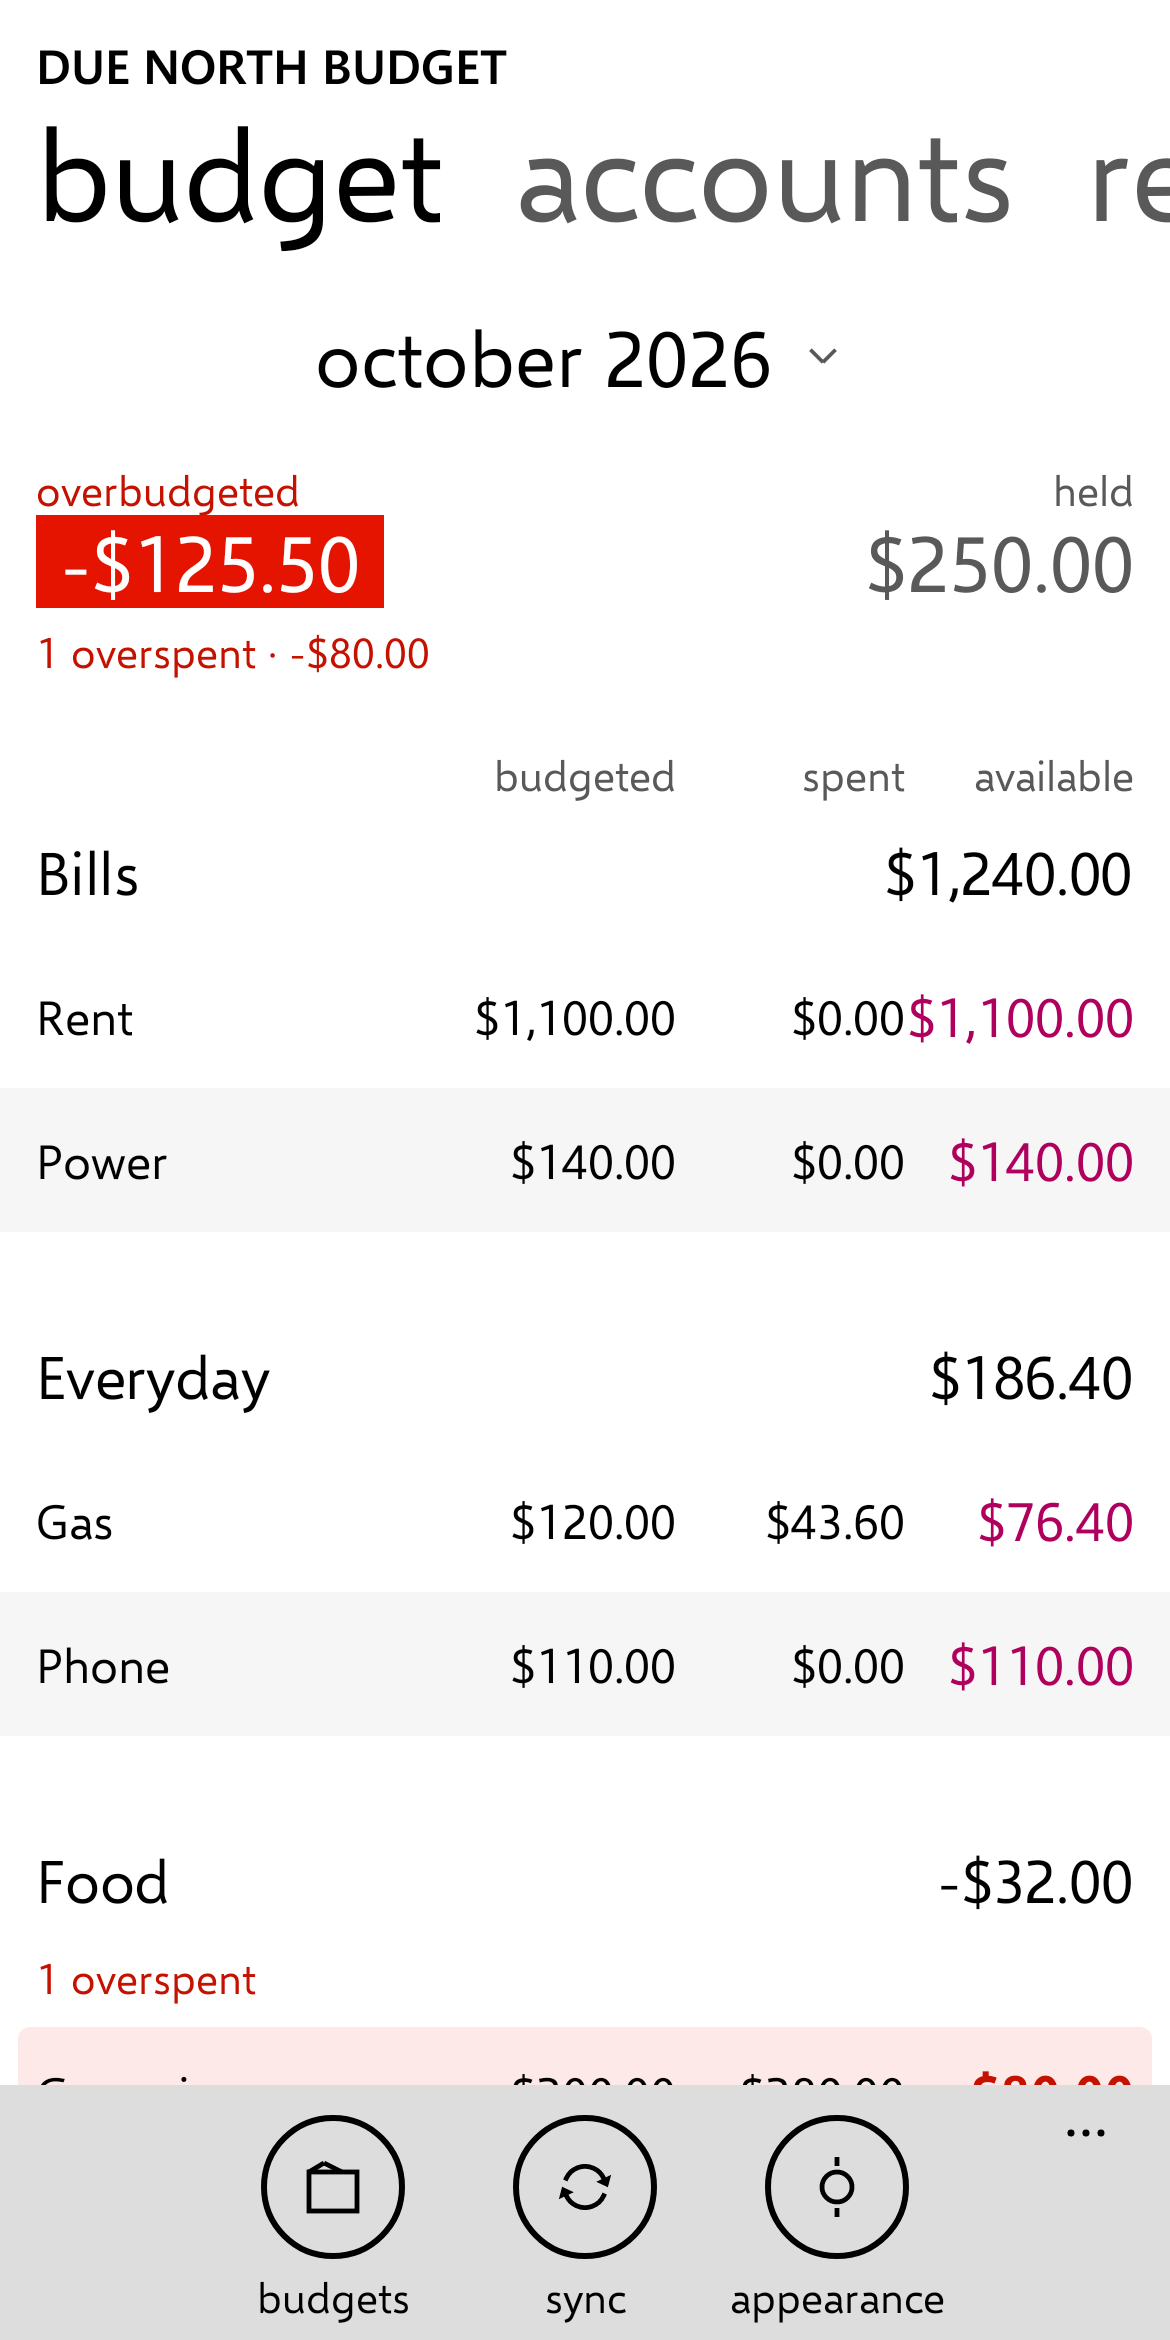 DUE NORTH BUDGET
budget accounts re
october 2026
overbudgeted held
-$125.50 $250.00
1 overspent · -$80.00
budgeted spent available
Bills $1,240.00
Rent $1,100.00 $0.00 $1,100.00
Power $140.00 $0.00 $140.00
Everyday $186.40
Gas $120.00 $43.60 $76.40
Phone $110.00 $0.00 $110.00
Food -$32.00
1 overspent
...
budgets sync appearance